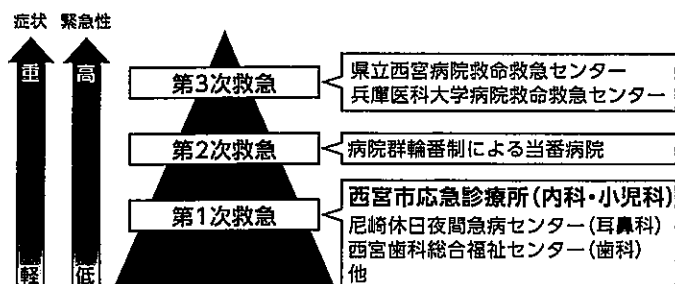 症状 緊急性
重 高
第3次救急
県立西宮病院救命救急センター
兵庫医科大学病院救命救急センター
第2次救急
病院群輪番制による当番病院
第1次救急
西宮市応急診療所(内科・小児科)
尼崎休日夜間急病センター(耳鼻科)
西宮歯科総合福祉センター(歯科)
他
軽 低